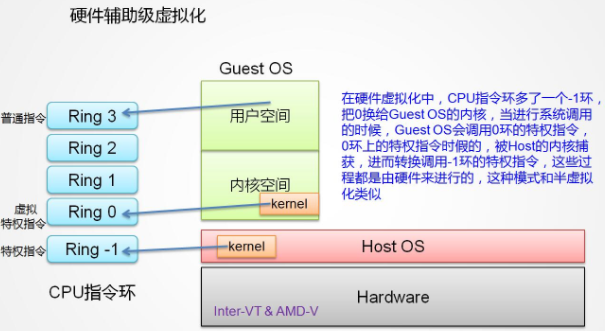 硬件辅助级虚拟化
Guest OS
普通指令
Ring 3
用户空间
Ring 2
Ring 1
内核空间
虚拟
特权指令
Ring 0
kernel
特权指令
Ring -1
kernel
Host OS
CPU指令环
Hardware
Inter-VT & AMD-V
在硬件虚拟化中，CPU指令环多了一个-1环，
把0换给Guest OS的内核，当进行系统调用
的时候，Guest OS会调用0环的特权指令，
0环上的特权指令时假的，被Host的内核捕
获，进而转换调用-1环的特权指令，这些过
程都是由硬件来进行的，这种模式和半虚拟
化类似